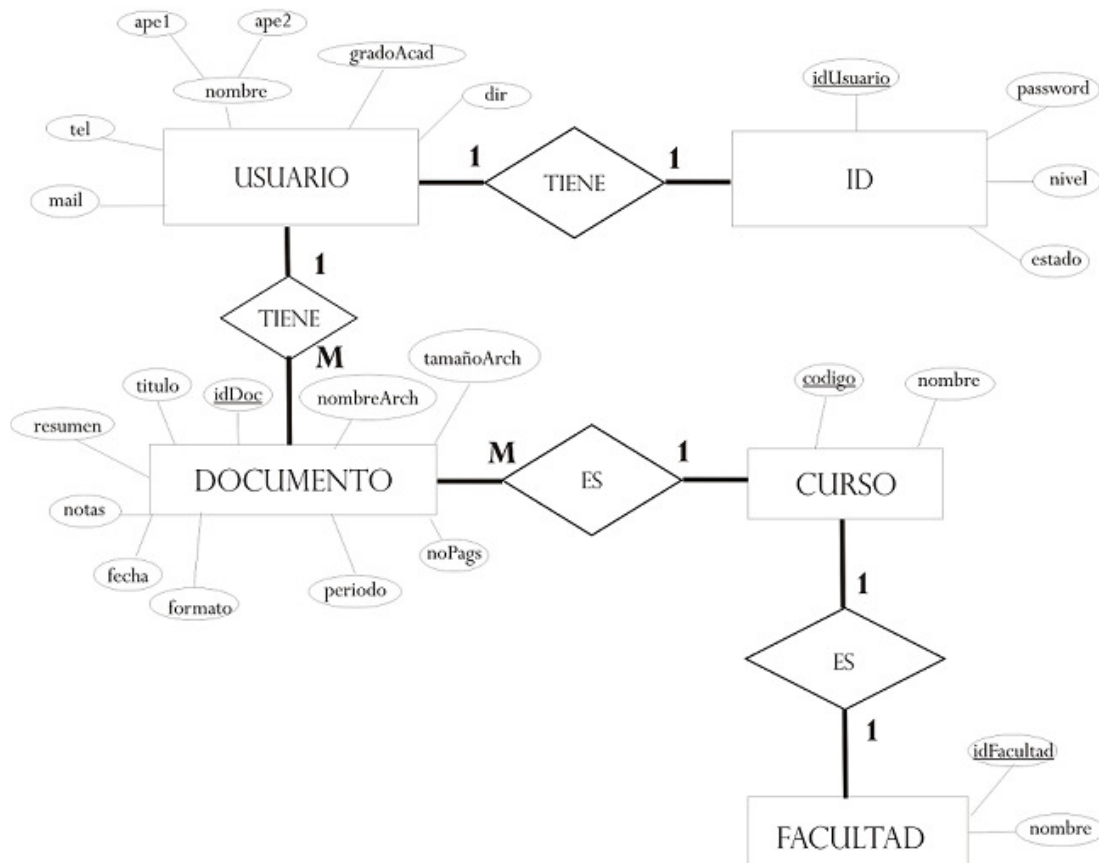 ape1
ape2
nombre
gradoAcad
dir
tel
mail
USUARIO
1
TIENE
1
idUsuario
password
ID
nivel
estado
1
TIENE
M
titulo
idDoc
nombreArch
tamañoArch
resumen
DOCUMENTO
notas
fecha
formato
periodo
noPags
M
ES
1
codigo
nombre
CURSO
1
ES
1
idFacultad
FACULTAD
nombre